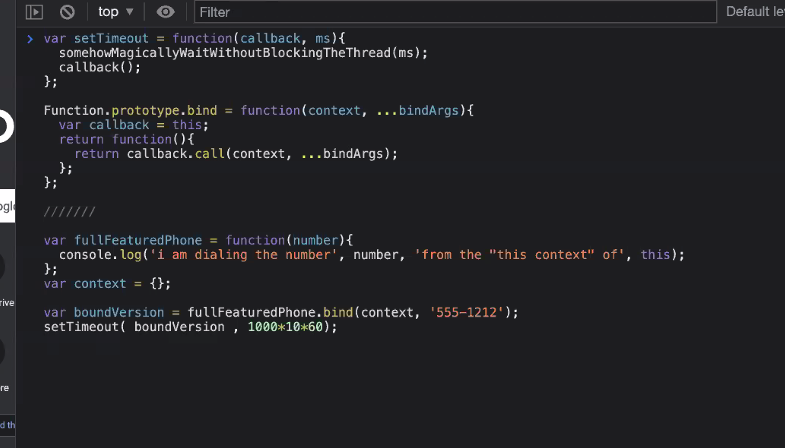 top ▼
Filter
Default le
var setTimeout = function(callback, ms){
  somehowMagicallyWaitWithoutBlockingTheThread(ms);
  callback();
};

Function.prototype.bind = function(context, ...bindArgs){
  var callback = this;
  return function(){
    return callback.call(context, ...bindArgs);
  };
};

///////

var fullFeaturedPhone = function(number){
  console.log('i am dialing the number', number, 'from the "this context" of', this);
};
var context = {};

var boundVersion = fullFeaturedPhone.bind(context, '555-1212');
setTimeout( boundVersion , 1000*10*60);
ogle
rive
re
d th